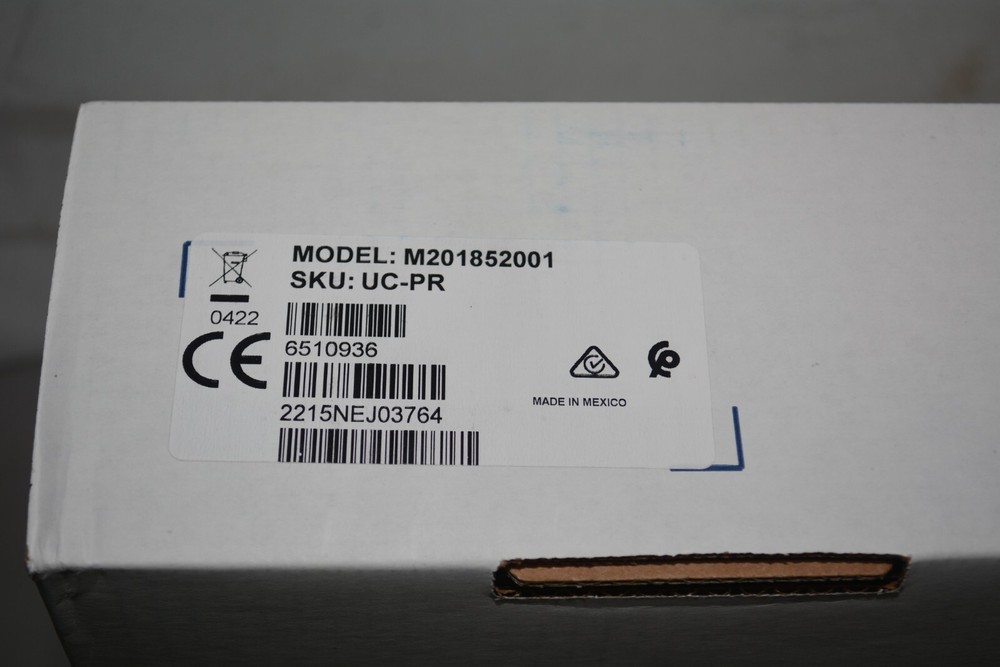 MODEL: M201852001
SKU: UC-PR
0422
CE
6510936
2215NEJ03764
MADE IN MEXICO